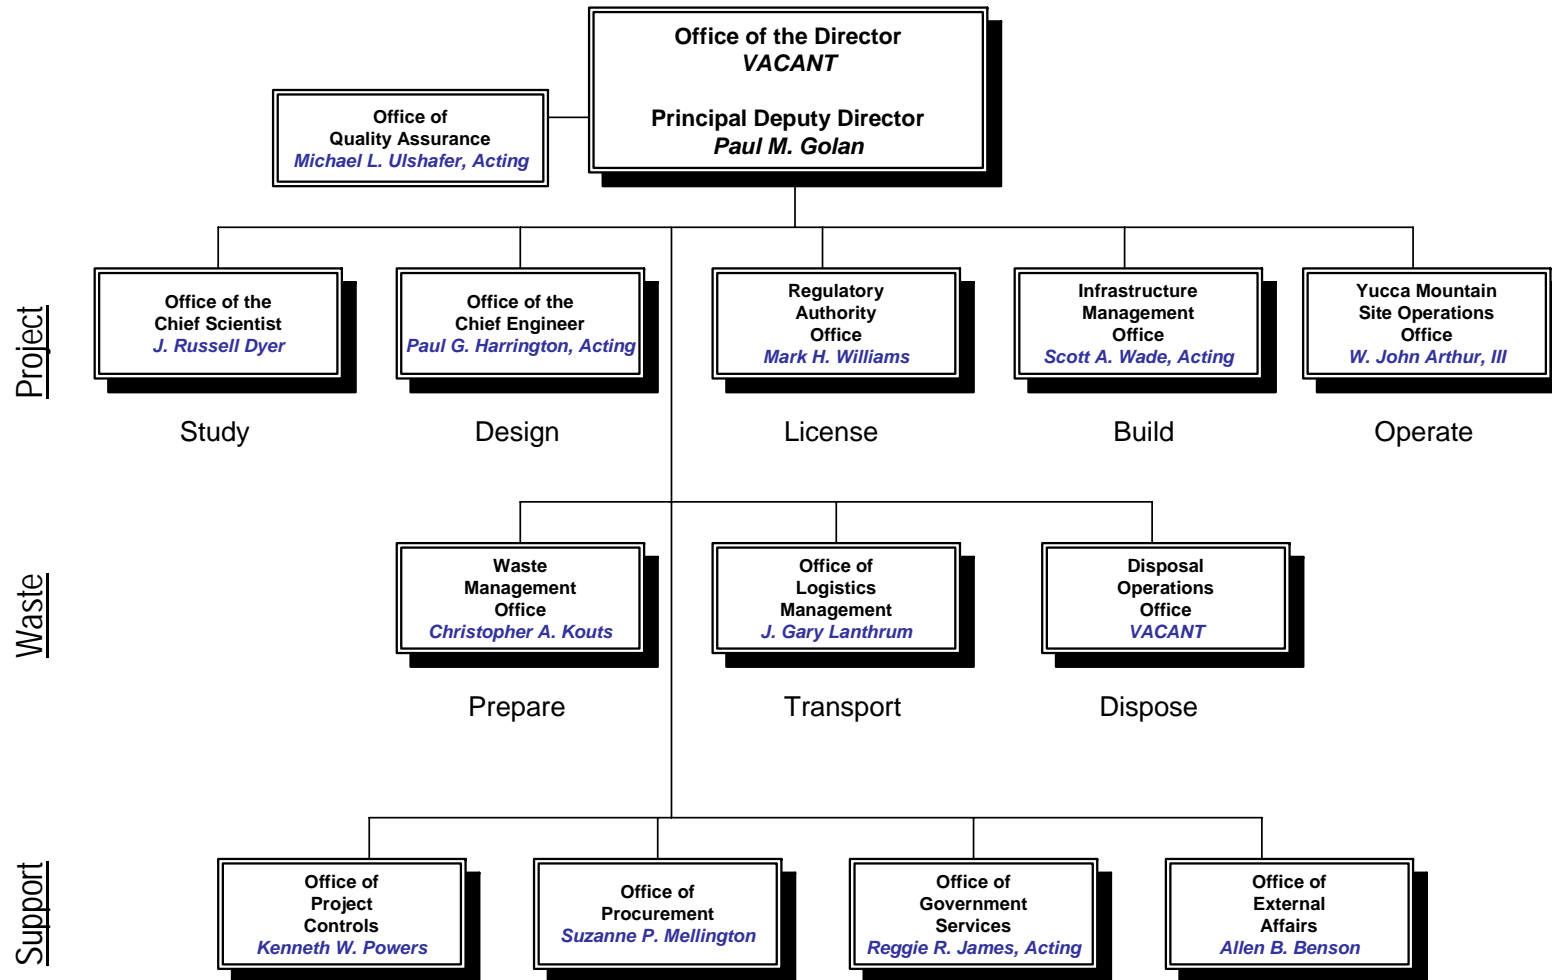 Office of the Director
VACANT
Principal Deputy Director
Paul M. Golan
Office of
Quality Assurance
Michael L. Ulshafer, Acting
Project
Office of the
Chief Scientist
J. Russell Dyer
Office of the
Chief Engineer
Paul G. Harrington, Acting
Regulatory
Authority
Office
Mark H. Williams
Infrastructure
Management
Office
Scott A. Wade, Acting
Yucca Mountain
Site Operations
Office
W. John Arthur, III
Study
Design
License
Build
Operate
Waste
Waste
Management
Office
Christopher A. Kouts
Office of
Logistics
Management
J. Gary Lanthrum
Disposal
Operations
Office
VACANT
Prepare
Transport
Dispose
Support
Office of
Project
Controls
Kenneth W. Powers
Office of
Procurement
Suzanne P. Mellington
Office of
Government
Services
Reggie R. James, Acting
Office of
External
Affairs
Allen B. Benson